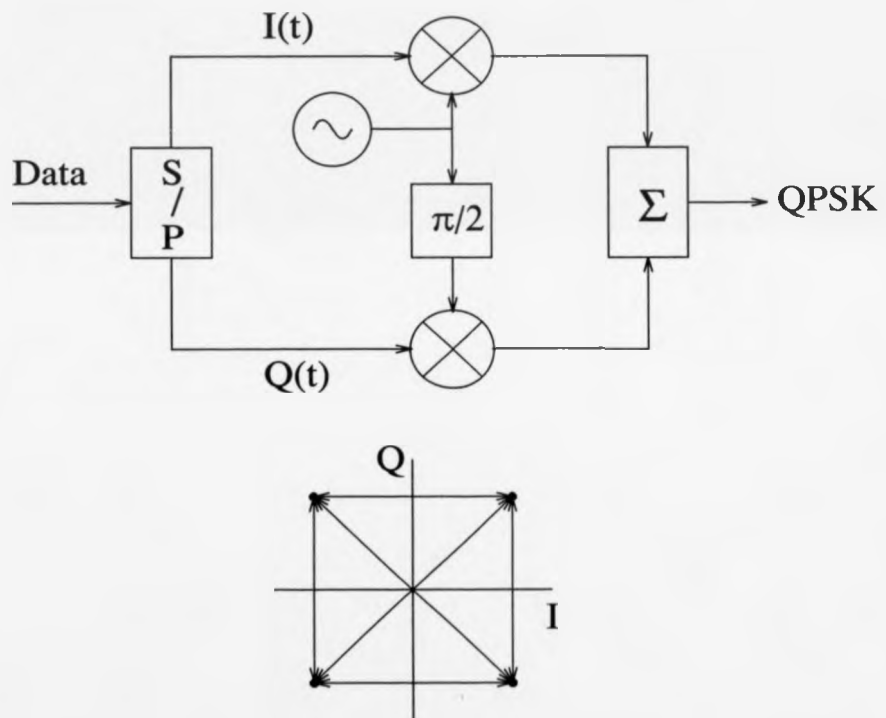 I(t)
Data
S
/
P
π/2
Σ
QPSK
Q(t)
Q
I